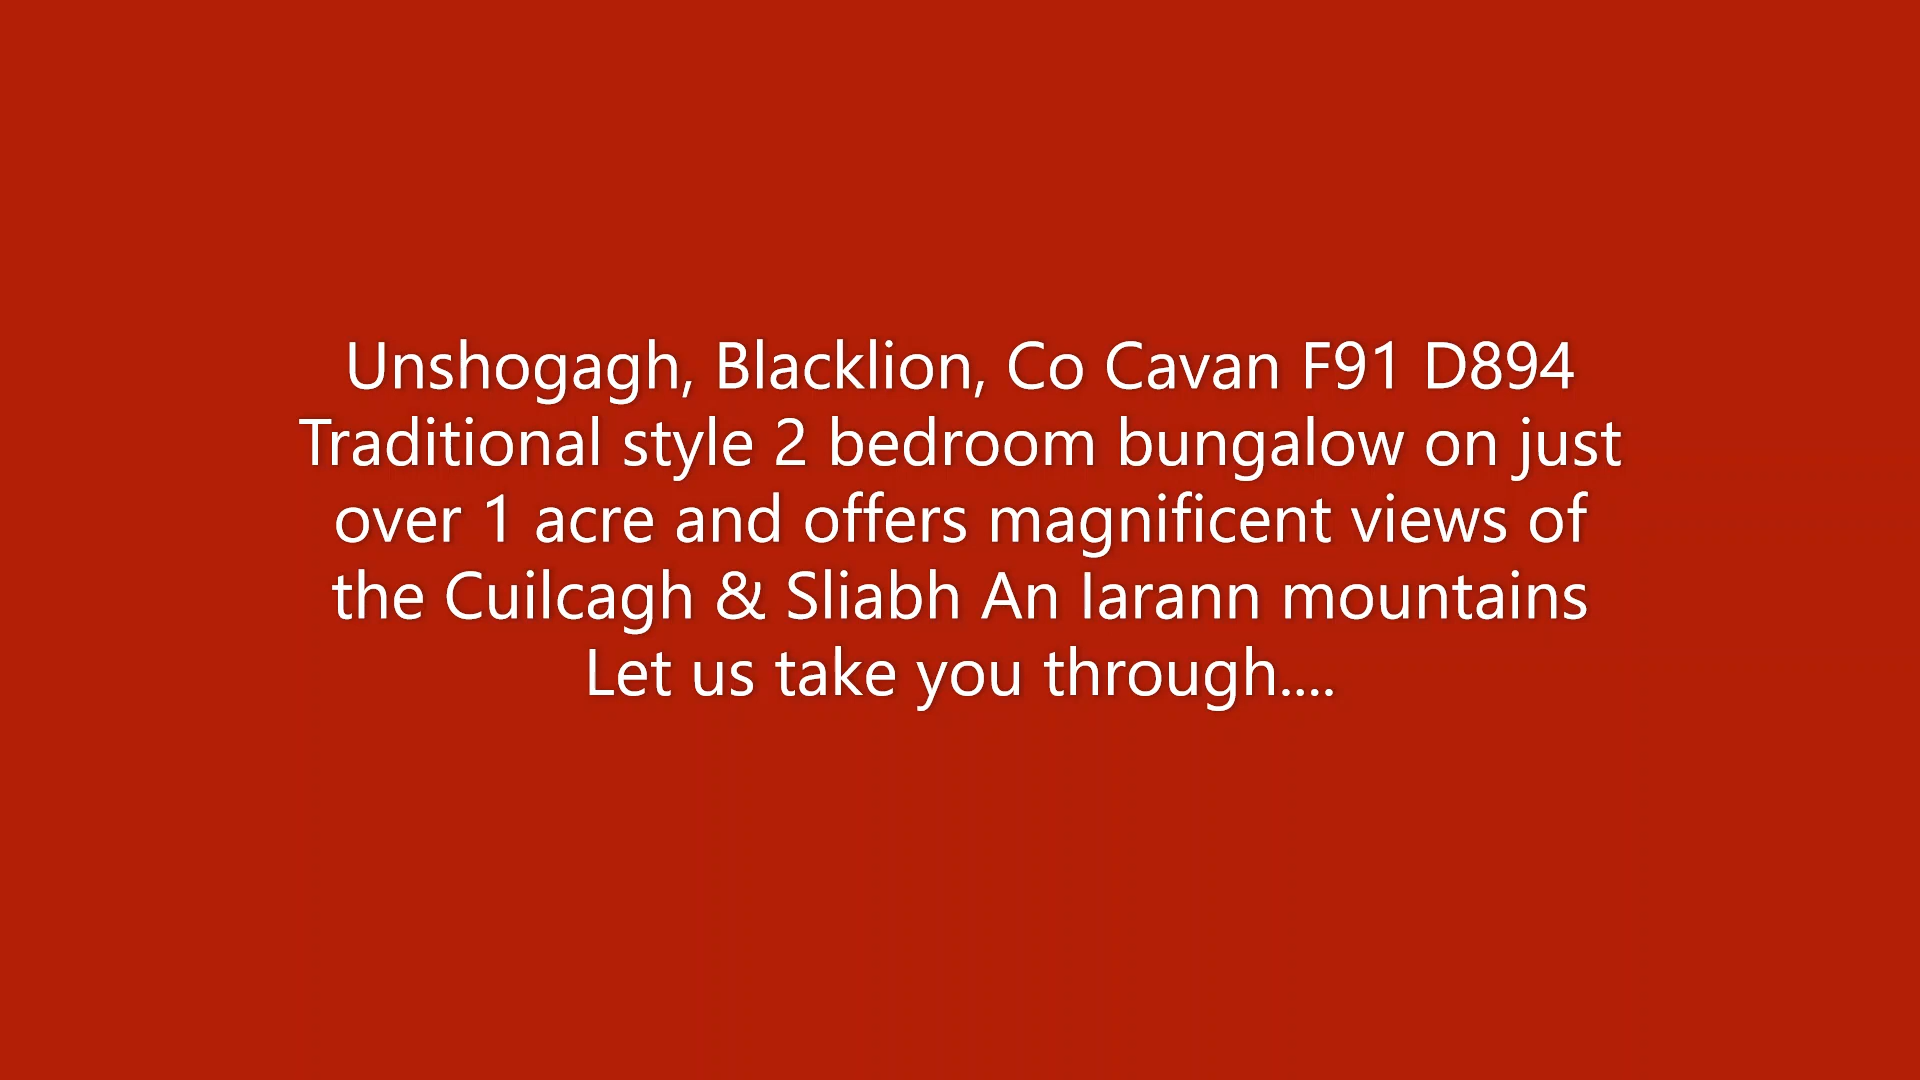 Unshogagh, Blacklion, Co Cavan F91 D894
Traditional style 2 bedroom bungalow on just
over 1 acre and offers magnificent views of
the Cuilcagh & Sliabh An Iarann mountains
Let us take you through....